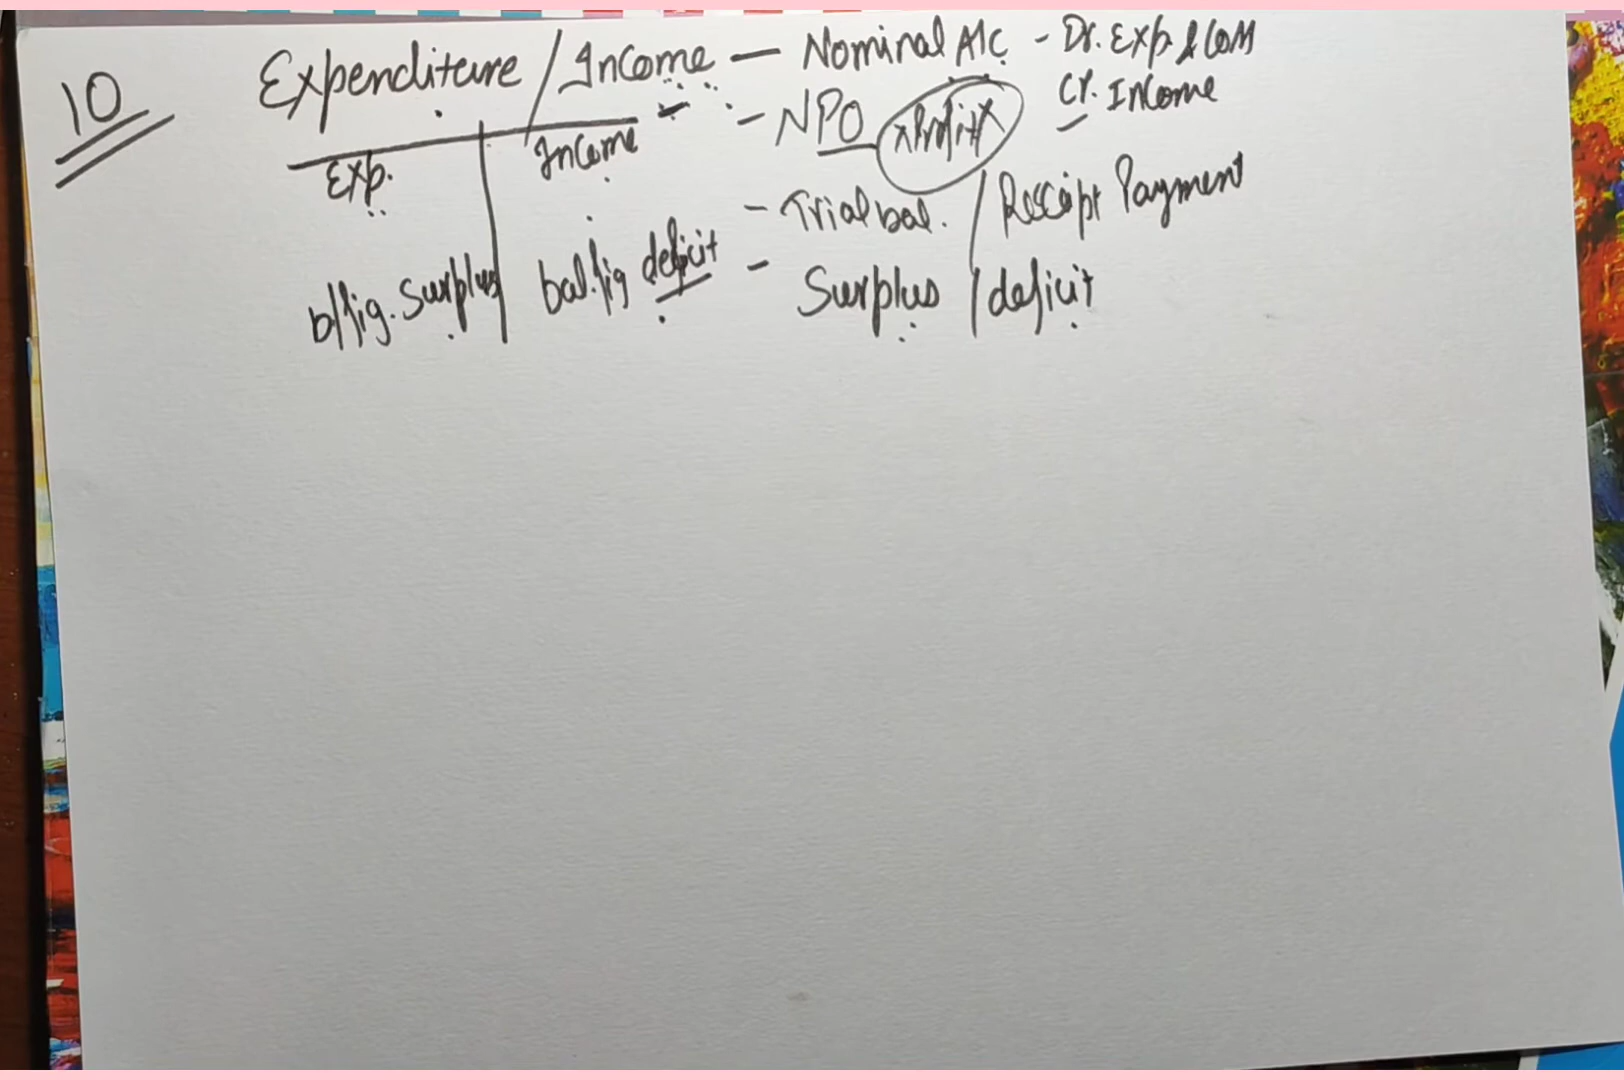 10
Expenditure / Income — Nominal A/c - Dr. Exp. & Loss
Cr. Income
- NPO xProfitx
Exp. Income
- Trial bal. / Receipt Payment
b/fig. Surplus bal. fig deficit - Surplus / deficit